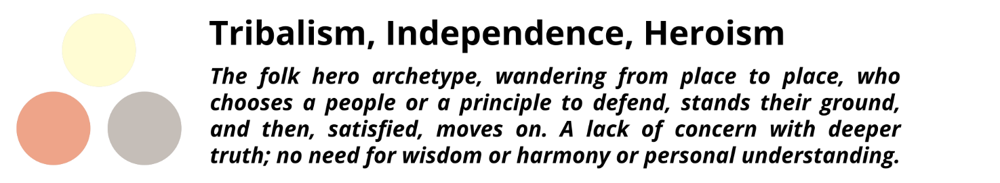 Tribalism, Independence, Heroism
The folk hero archetype, wandering from place to place, who
chooses a people or a principle to defend, stands their ground,
and then, satisfied, moves on. A lack of concern with deeper
truth; no need for wisdom or harmony or personal understanding.